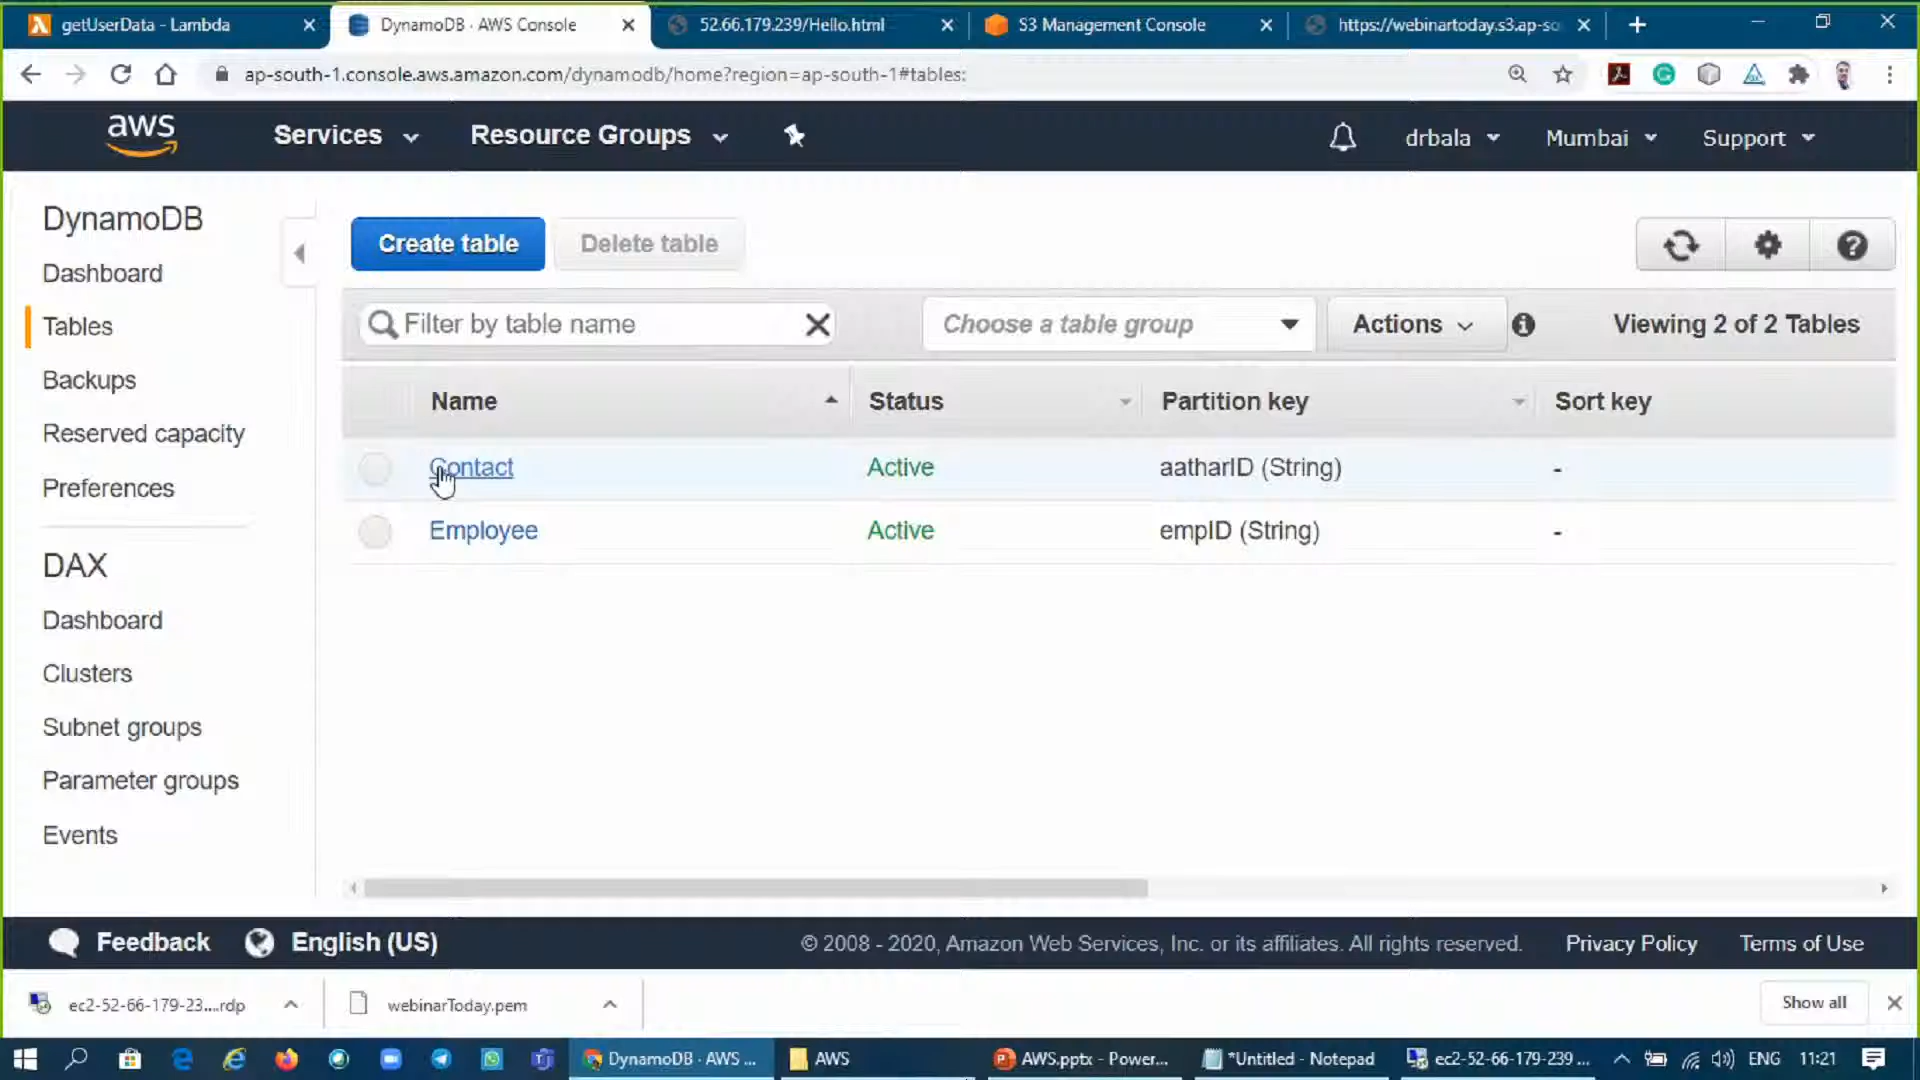 getUserData - Lambda
DynamoDB · AWS Console
52.66.179.239/Hello.html
S3 Management Console
https://webinartoday.s3.ap-so
ap-south-1.console.aws.amazon.com/dynamodb/home?region=ap-south-1#tables:
aws
Services
Resource Groups
drbala
Mumbai
Support
DynamoDB
Dashboard
Tables
Backups
Reserved capacity
Preferences
DAX
Dashboard
Clusters
Subnet groups
Parameter groups
Events
Create table
Delete table
Filter by table name
Choose a table group
Actions
Viewing 2 of 2 Tables
Name Status Partition key Sort key
Contact Active aatharID (String) -
Employee Active empID (String) -
Feedback
English (US)
© 2008 - 2020, Amazon Web Services, Inc. or its affiliates. All rights reserved.
Privacy Policy
Terms of Use
ec2-52-66-179-23....rdp
webinarToday.pem
Show all
DynamoDB · AWS ...
AWS
AWS.pptx - Power...
*Untitled - Notepad
ec2-52-66-179-239 ...
ENG
11:21